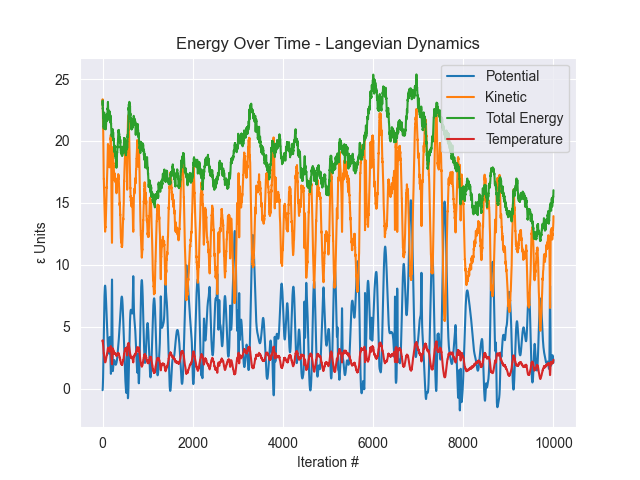 Energy Over Time - Langevian Dynamics
Potential
Kinetic
Total Energy
Temperature
25
20
15
10
5
0
ε Units
0
2000
4000
6000
8000
10000
Iteration #